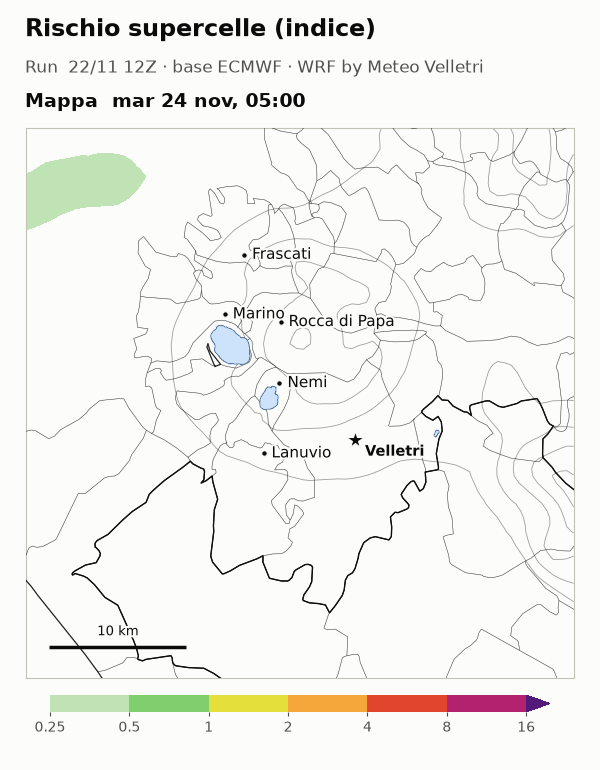 Rischio supercelle (indice)
Run  22/11 12Z · base ECMWF · WRF by Meteo Velletri
Mappa  mar 24 nov, 05:00
Frascati
Marino
Rocca di Papa
Nemi
Velletri
Lanuvio
10 km
0.25 0.5 1 2 4 8 16